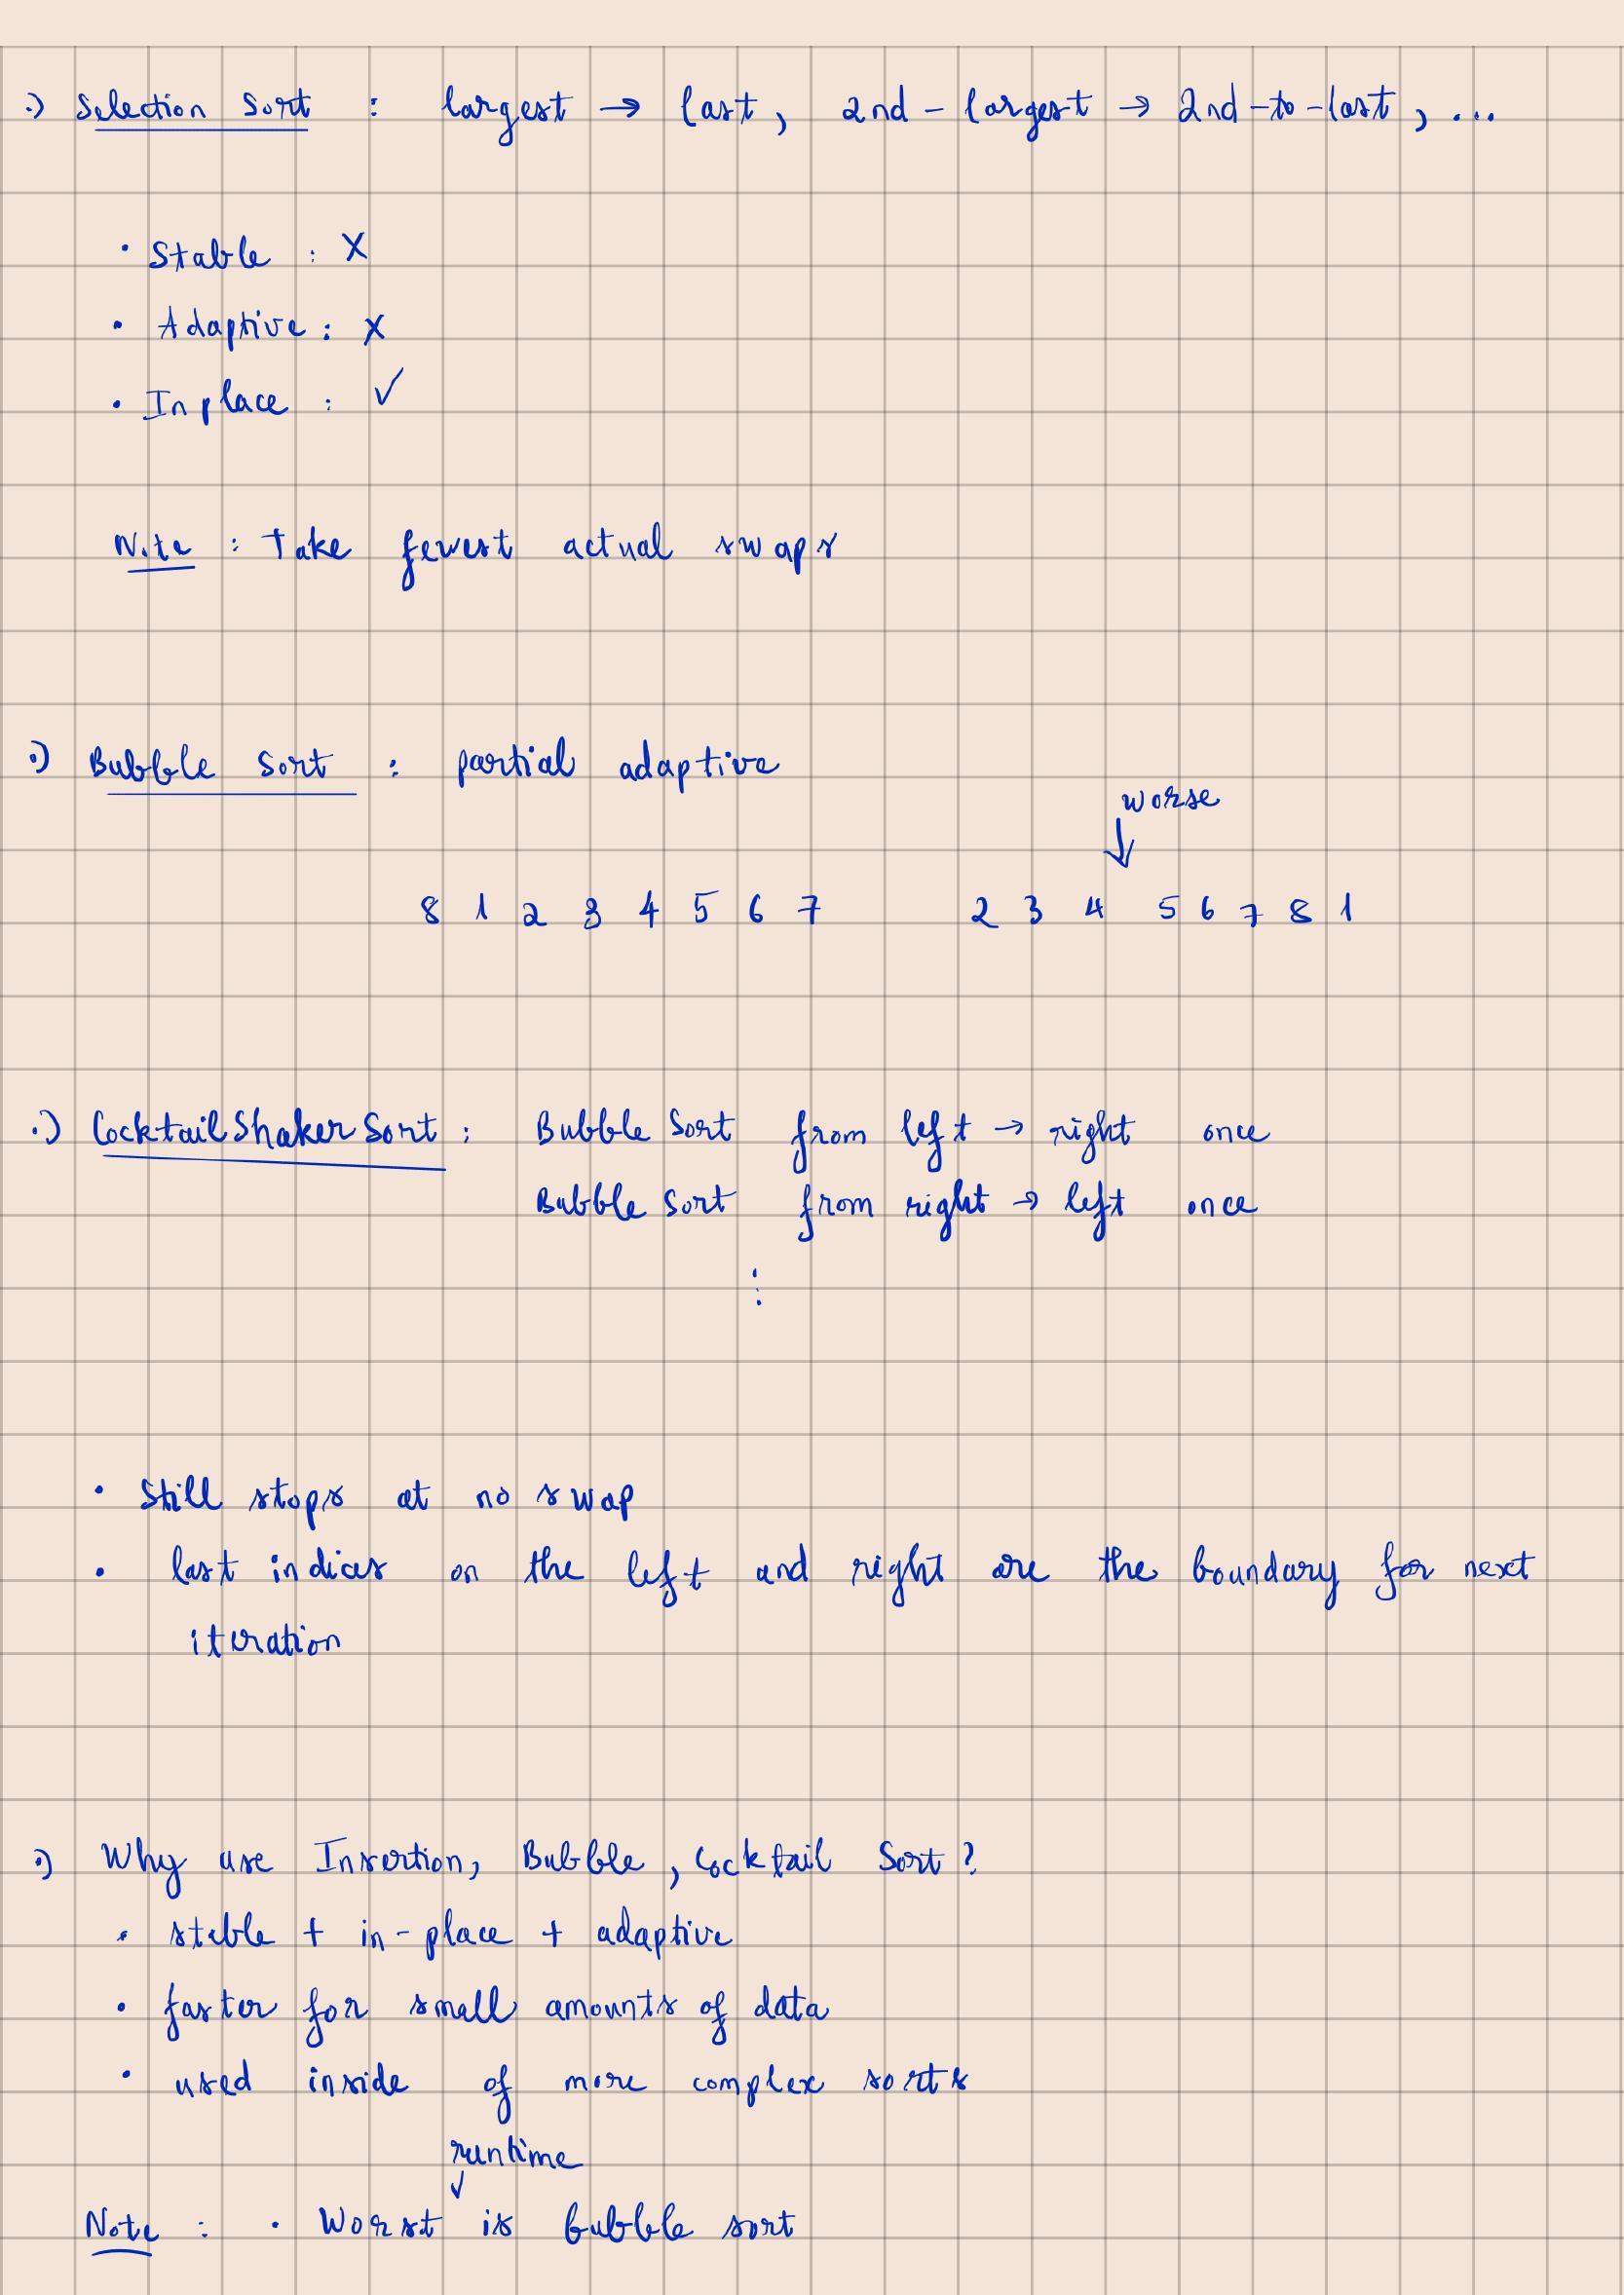 ·) Selection Sort : largest → last, 2nd-largest → 2nd-to-last, ...
• Stable : X
• Adaptive : X
• In place : ✓
Note : Take fewest actual swaps
·) Bubble Sort : partial adaptive
worse
↓
8 1 2 3 4 5 6 7 2 3 4 5 6 7 8 1
·) CocktailShakerSort : Bubble Sort from left → right once
Bubble Sort from right → left once
⋮
• Still stops at no swap
• last indices on the left and right are the boundary for next
iteration
·) Why use Insertion, Bubble, Cocktail Sort?
• stable + in-place + adaptive
• faster for small amounts of data
• used inside of more complex sorts
runtime
↓
Note : • Worst is bubble sort